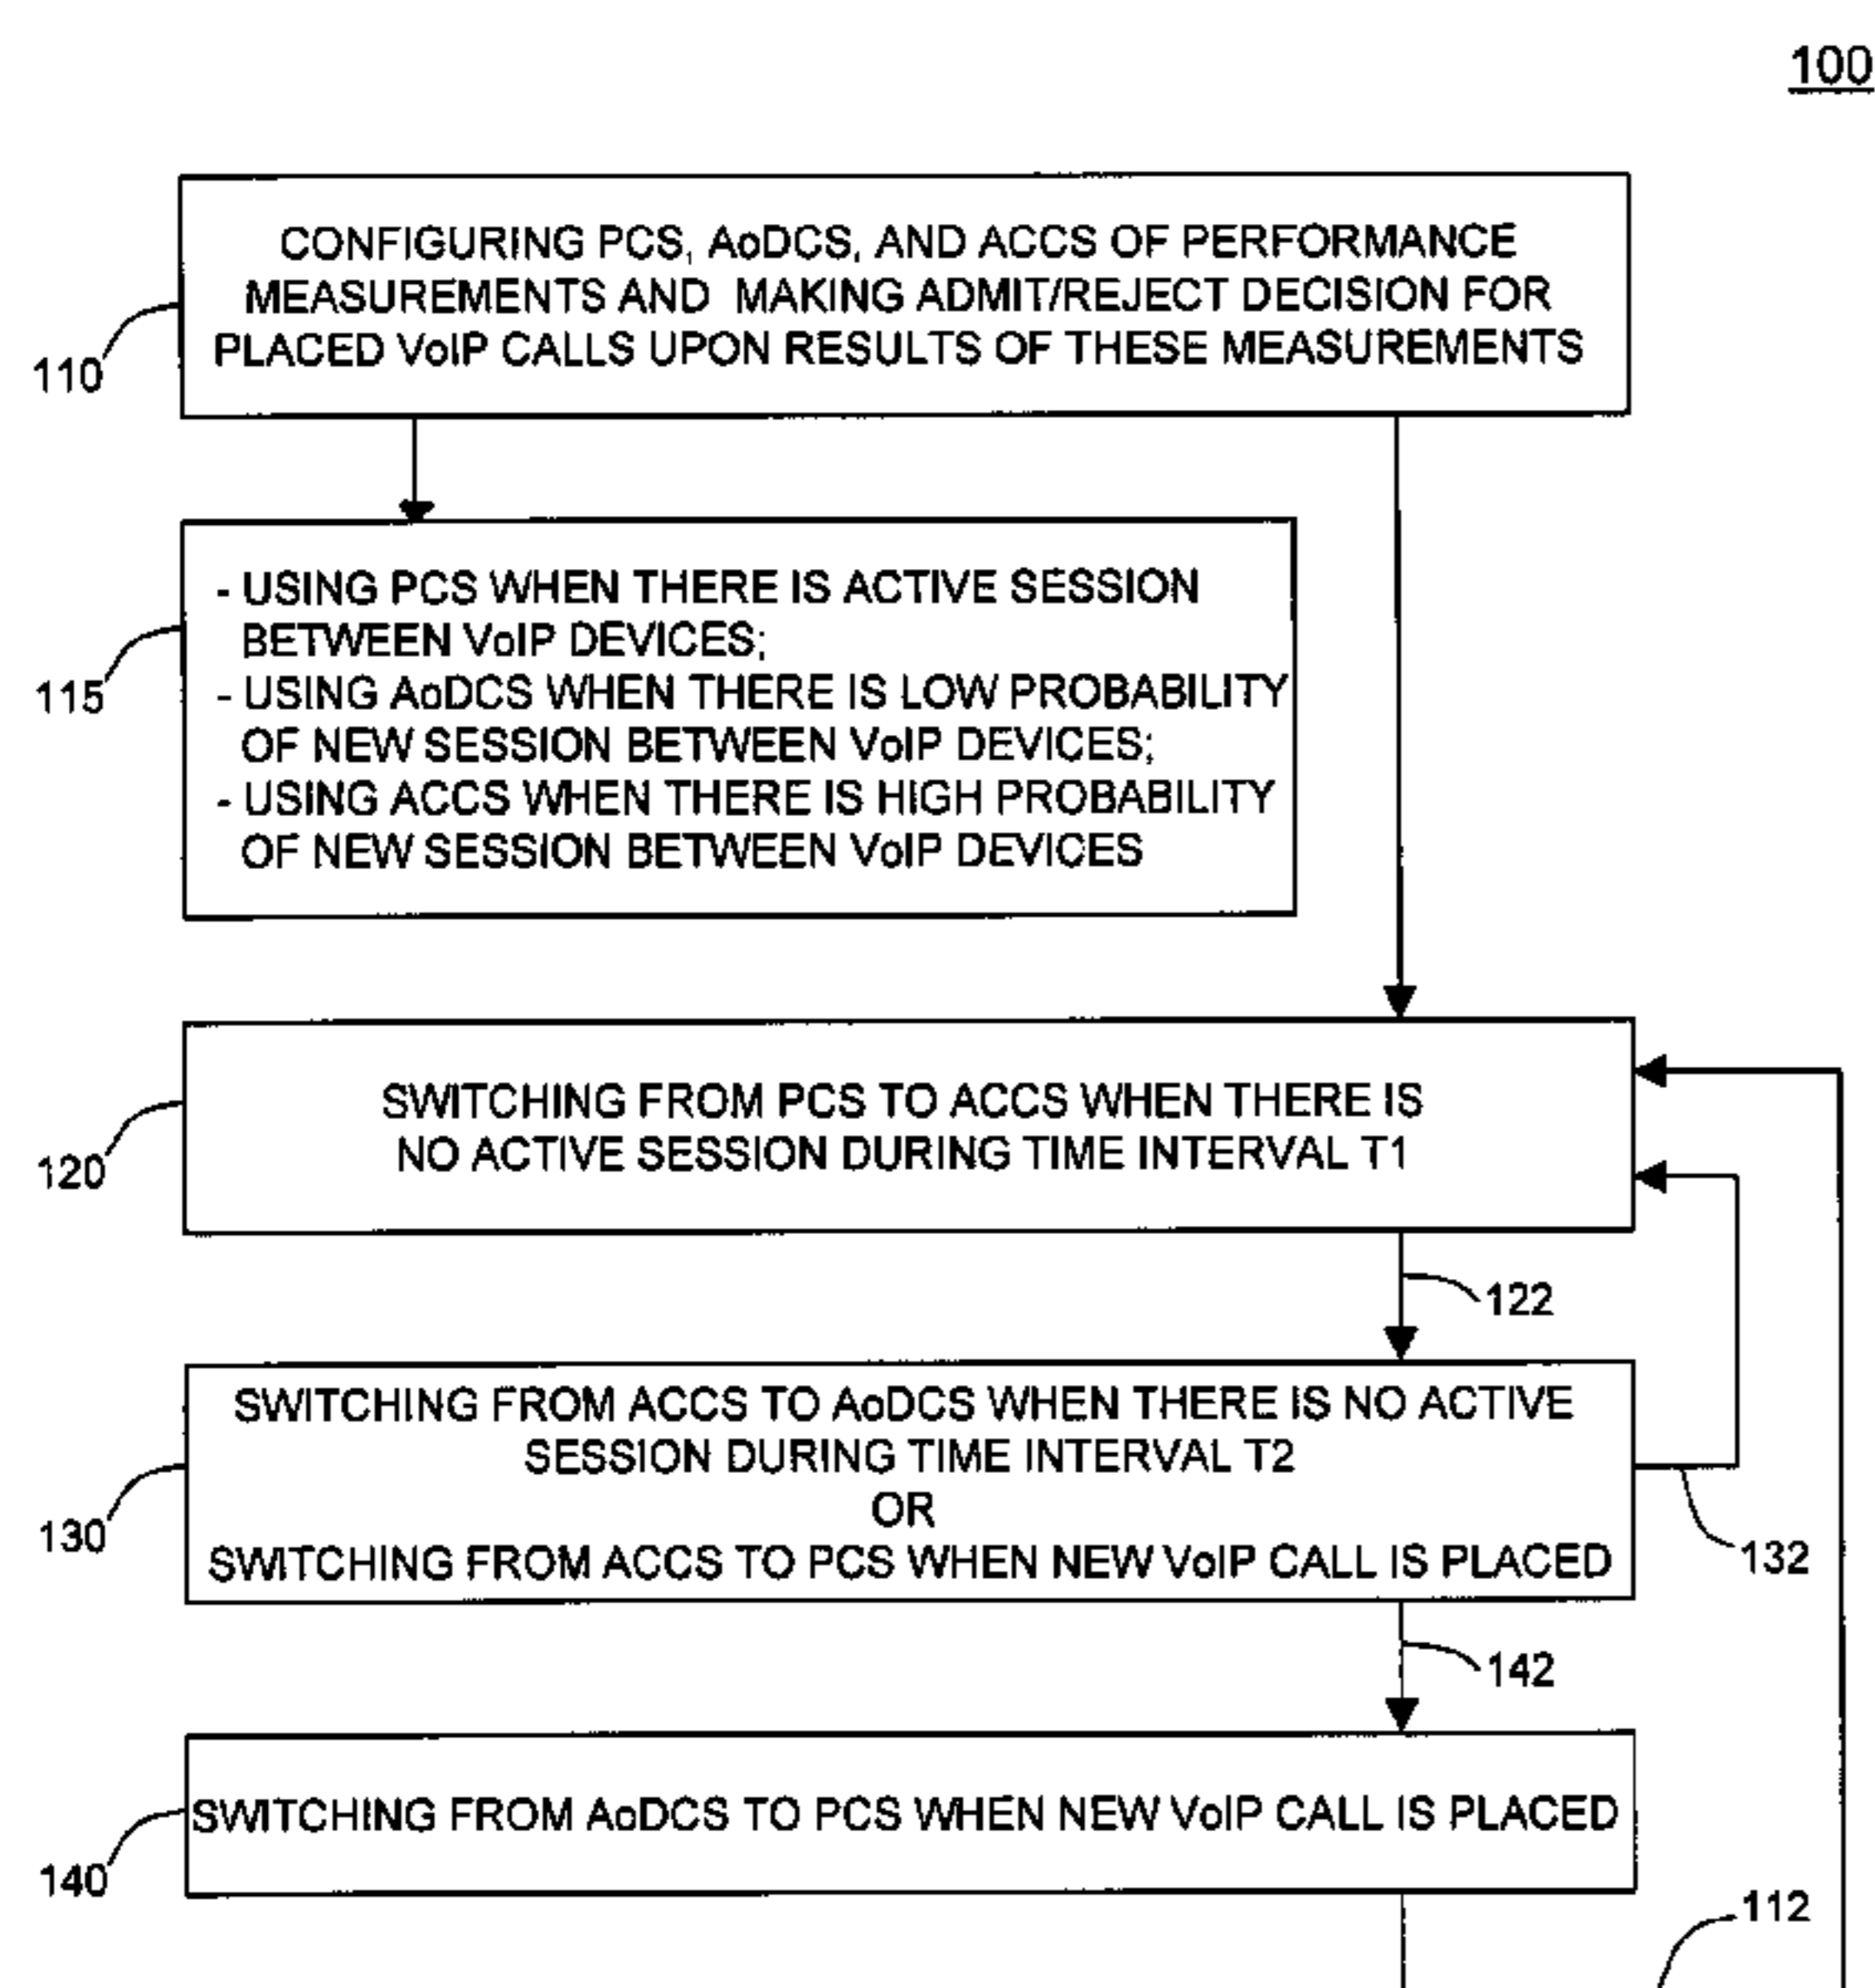 100
CONFIGURING PCS, AoDCS, AND ACCS OF PERFORMANCE
MEASUREMENTS AND MAKING ADMIT/REJECT DECISION FOR
PLACED VoIP CALLS UPON RESULTS OF THESE MEASUREMENTS
110
- USING PCS WHEN THERE IS ACTIVE SESSION
BETWEEN VoIP DEVICES;
- USING AoDCS WHEN THERE IS LOW PROBABILITY
OF NEW SESSION BETWEEN VoIP DEVICES;
- USING ACCS WHEN THERE IS HIGH PROBABILITY
OF NEW SESSION BETWEEN VoIP DEVICES
115
SWITCHING FROM PCS TO ACCS WHEN THERE IS
NO ACTIVE SESSION DURING TIME INTERVAL T1
120
122
SWITCHING FROM ACCS TO AoDCS WHEN THERE IS NO ACTIVE
SESSION DURING TIME INTERVAL T2
OR
SWITCHING FROM ACCS TO PCS WHEN NEW VoIP CALL IS PLACED
130
132
142
SWITCHING FROM AoDCS TO PCS WHEN NEW VoIP CALL IS PLACED
140
112